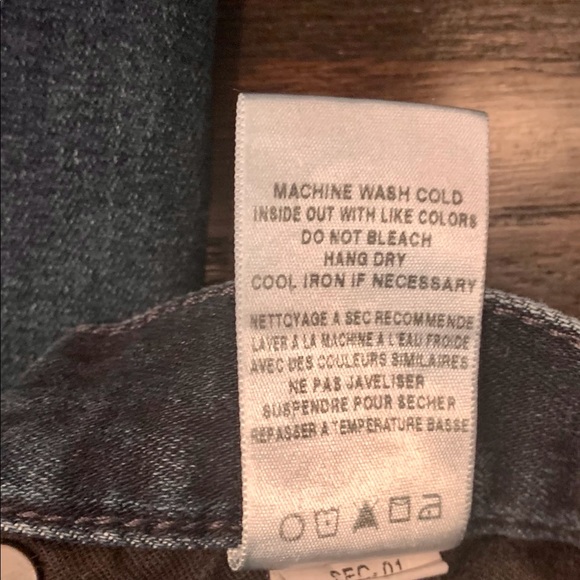 MACHINE WASH COLD
INSIDE OUT WITH LIKE COLORS
DO NOT BLEACH
HANG DRY
COOL IRON IF NECESSARY
NETTOYAGE A SEC RECOMMENDE
LAVER A LA MACHINE A L'EAU FROIDE
AVEC DES COULEURS SIMILAIRES
NE PAS JAVELISER
SUSPENDRE POUR SECHER
REPASSER A TEMPERATURE BASSE
SEC. 01